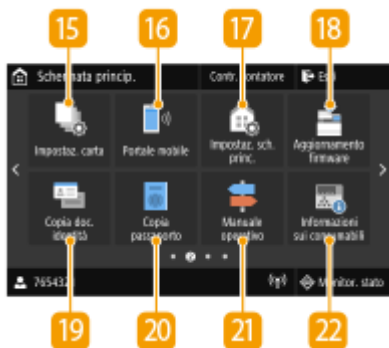 15 16 17 18
Schermata princip. Contr. contatore Esci
Impostaz. carta
Portale mobile
Impostaz. sch.
princ.
Aggiornamento
firmware
Copia doc.
identità
Copia
passaporto
Manuale
operativo
Informazioni
sui consumabili
7654321 Monitor. stato
19 20 21 22